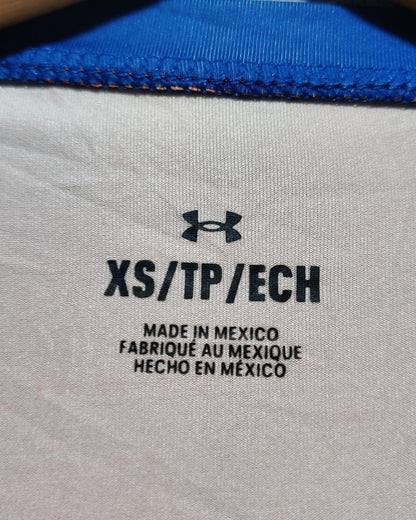 XS/TP/ECH
MADE IN MEXICO
FABRIQUÉ AU MEXIQUE
HECHO EN MÉXICO